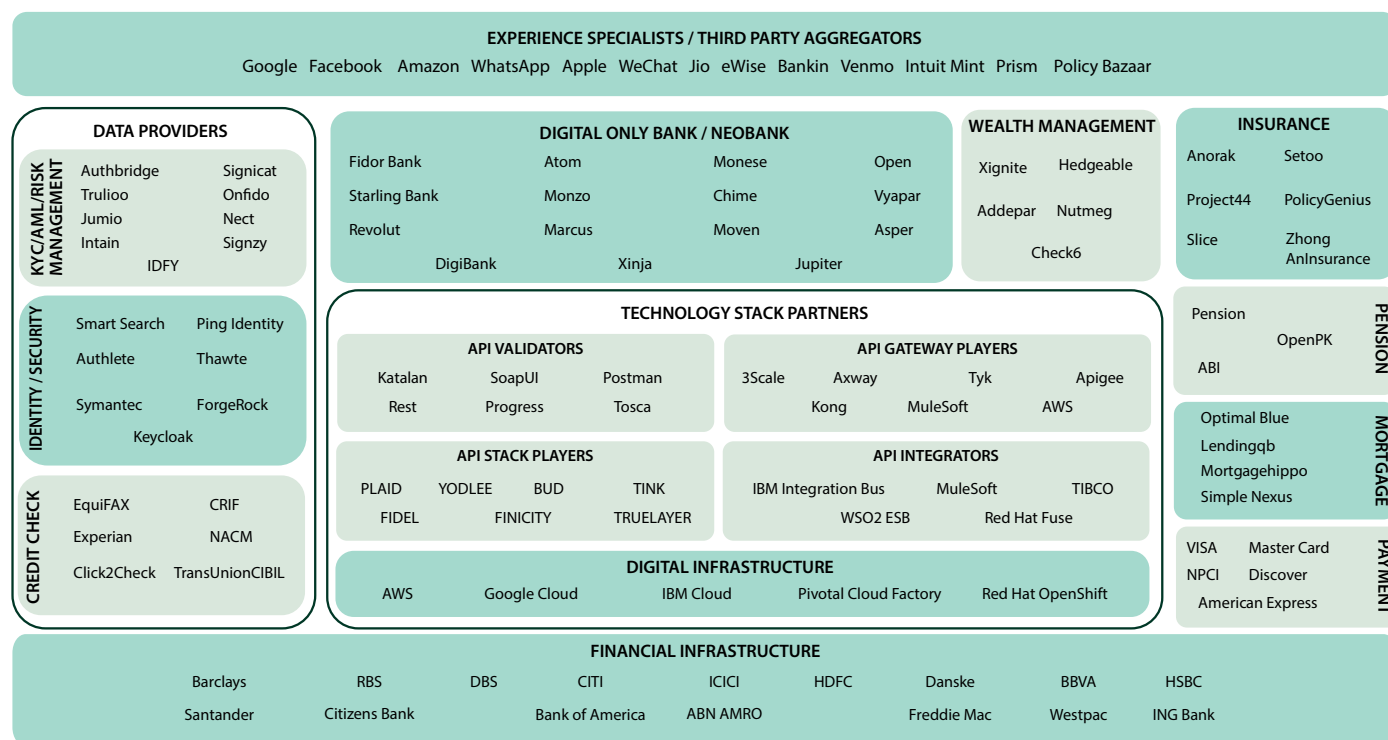 EXPERIENCE SPECIALISTS / THIRD PARTY AGGREGATORS
Google Facebook Amazon WhatsApp Apple WeChat Jio eWise Bankin Venmo Intuit Mint Prism Policy Bazaar
DATA PROVIDERS
KYC/AML/RISK
MANAGEMENT
Authbridge Signicat
Trulioo Onfido
Jumio Nect
Intain Signzy
IDFY
IDENTITY / SECURITY
Smart Search Ping Identity
Authlete Thawte
Symantec ForgeRock
Keycloak
CREDIT CHECK
EquiFAX CRIF
Experian NACM
Click2Check TransUnionCIBIL
DIGITAL ONLY BANK / NEOBANK
Fidor Bank Atom Monese Open
Starling Bank Monzo Chime Vyapar
Revolut Marcus Moven Asper
DigiBank Xinja Jupiter
WEALTH MANAGEMENT
Xignite Hedgeable
Addepar Nutmeg
Check6
INSURANCE
Anorak Setoo
Project44 PolicyGenius
Slice Zhong
AnInsurance
TECHNOLOGY STACK PARTNERS
API VALIDATORS
Katalan SoapUI Postman
Rest Progress Tosca
API GATEWAY PLAYERS
3Scale Axway Tyk Apigee
Kong MuleSoft AWS
API STACK PLAYERS
PLAID YODLEE BUD TINK
FIDEL FINICITY TRUELAYER
API INTEGRATORS
IBM Integration Bus MuleSoft TIBCO
WSO2 ESB Red Hat Fuse
DIGITAL INFRASTRUCTURE
AWS Google Cloud IBM Cloud Pivotal Cloud Factory Red Hat OpenShift
PENSION
Pension
OpenPK
ABI
MORTGAGE
Optimal Blue
Lendingqb
Mortgagehippo
Simple Nexus
PAYMENT
VISA Master Card
NPCI Discover
American Express
FINANCIAL INFRASTRUCTURE
Barclays RBS DBS CITI ICICI HDFC Danske BBVA HSBC
Santander Citizens Bank Bank of America ABN AMRO Freddie Mac Westpac ING Bank